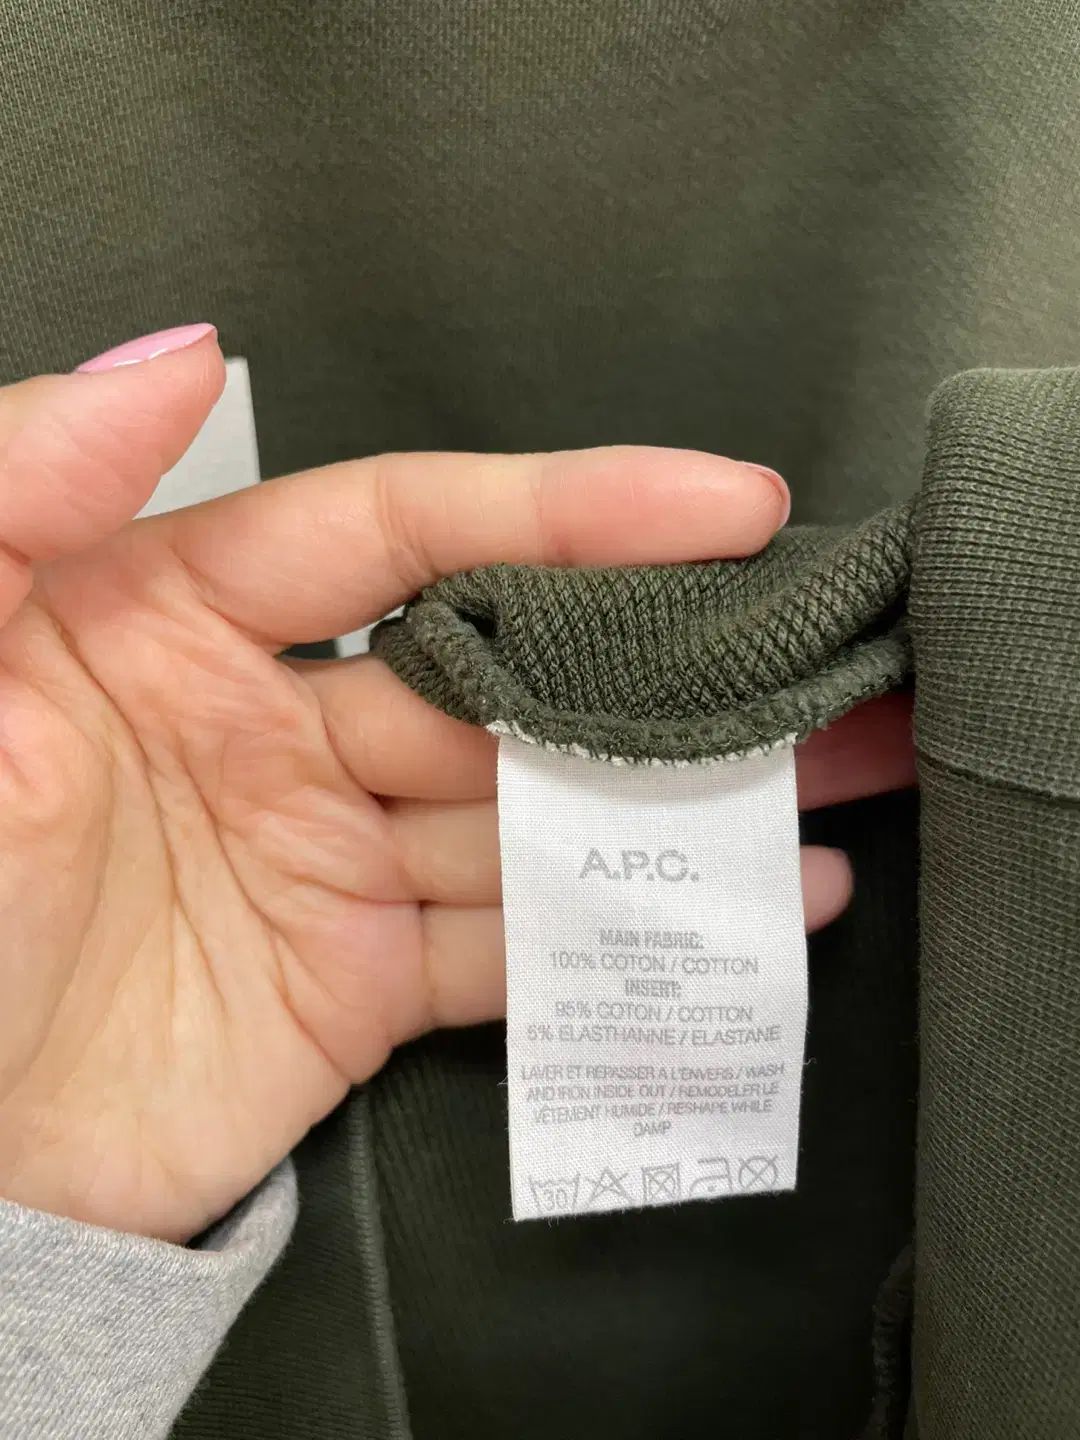 A.P.C.
MAIN FABRIC:
100% COTON / COTTON
INSERT:
95% COTON / COTTON
5% ELASTHANNE / ELASTANE
LAVER ET REPASSER A L'ENVERS / WASH
AND IRON INSIDE OUT / REMODELER LE
VÊTEMENT HUMIDE / RESHAPE WHILE
DAMP
30